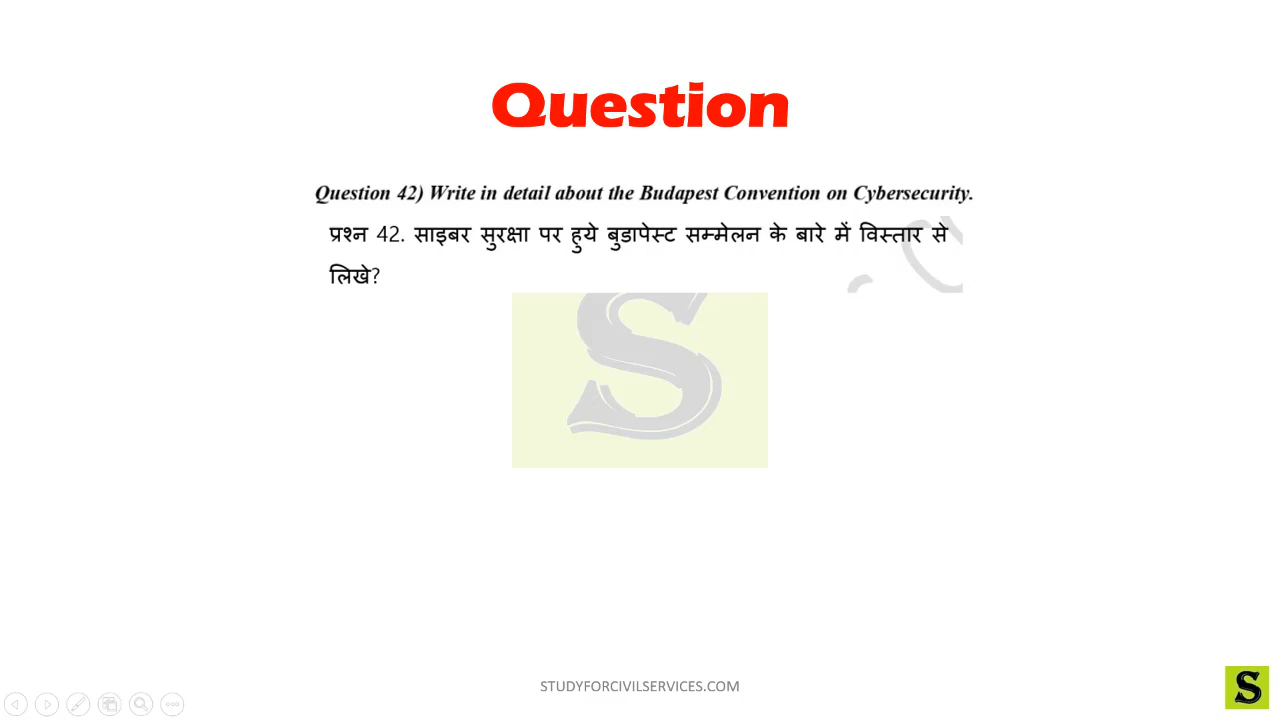 Question
Question 42) Write in detail about the Budapest Convention on Cybersecurity.
प्रश्न 42. साइबर सुरक्षा पर हुये बुडापेस्ट सम्मेलन के बारे में विस्तार से
लिखे?
S
STUDYFORCIVILSERVICES.COM
S